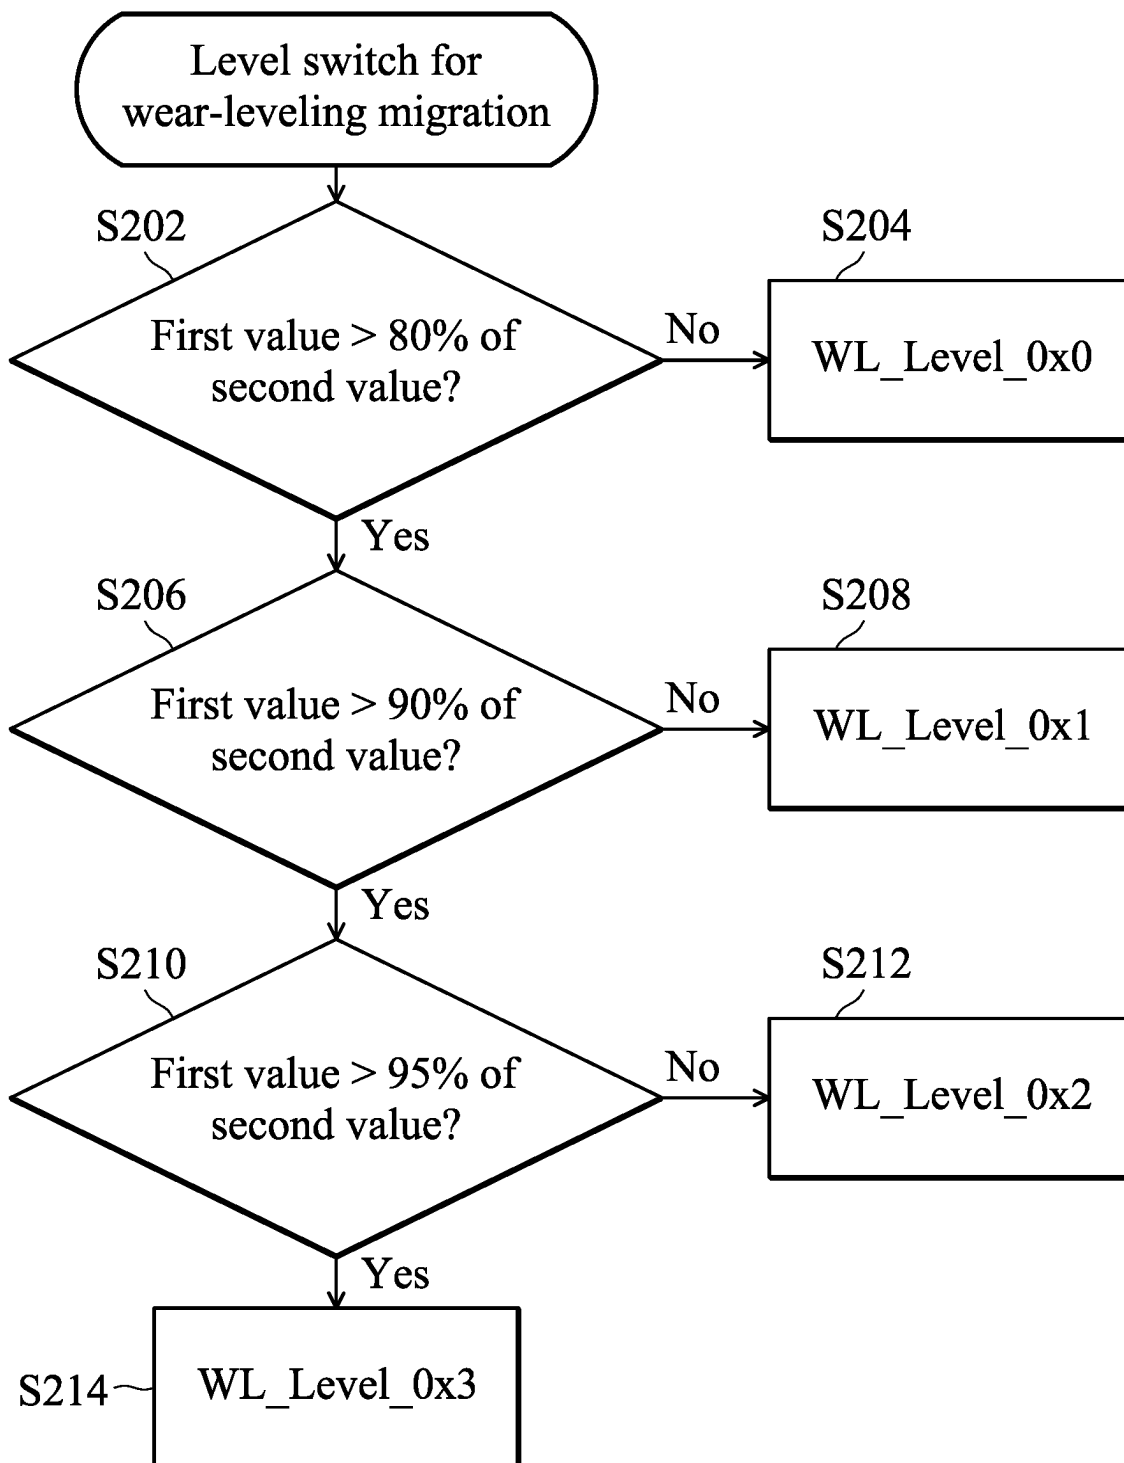 Level switch for
wear-leveling migration
S202
S204
First value > 80% of
second value?
No
WL_Level_0x0
Yes
S206
S208
First value > 90% of
second value?
No
WL_Level_0x1
Yes
S210
S212
First value > 95% of
second value?
No
WL_Level_0x2
Yes
S214
WL_Level_0x3